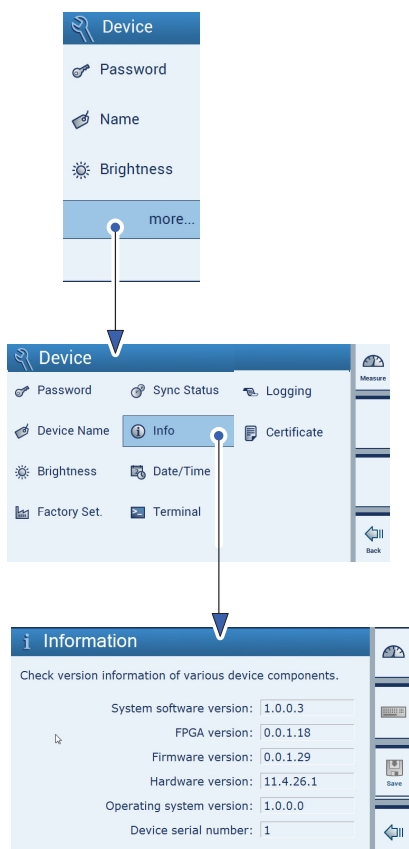 Device
Password
Name
Brightness
more...
Device
Password Sync Status Logging
Device Name Info Certificate
Brightness Date/Time
Factory Set. Terminal
Measure
Back
i Information
Check version information of various device components.
System software version: 1.0.0.3
FPGA version: 0.0.1.18
Firmware version: 0.0.1.29
Hardware version: 11.4.26.1
Operating system version: 1.0.0.0
Device serial number: 1
Save